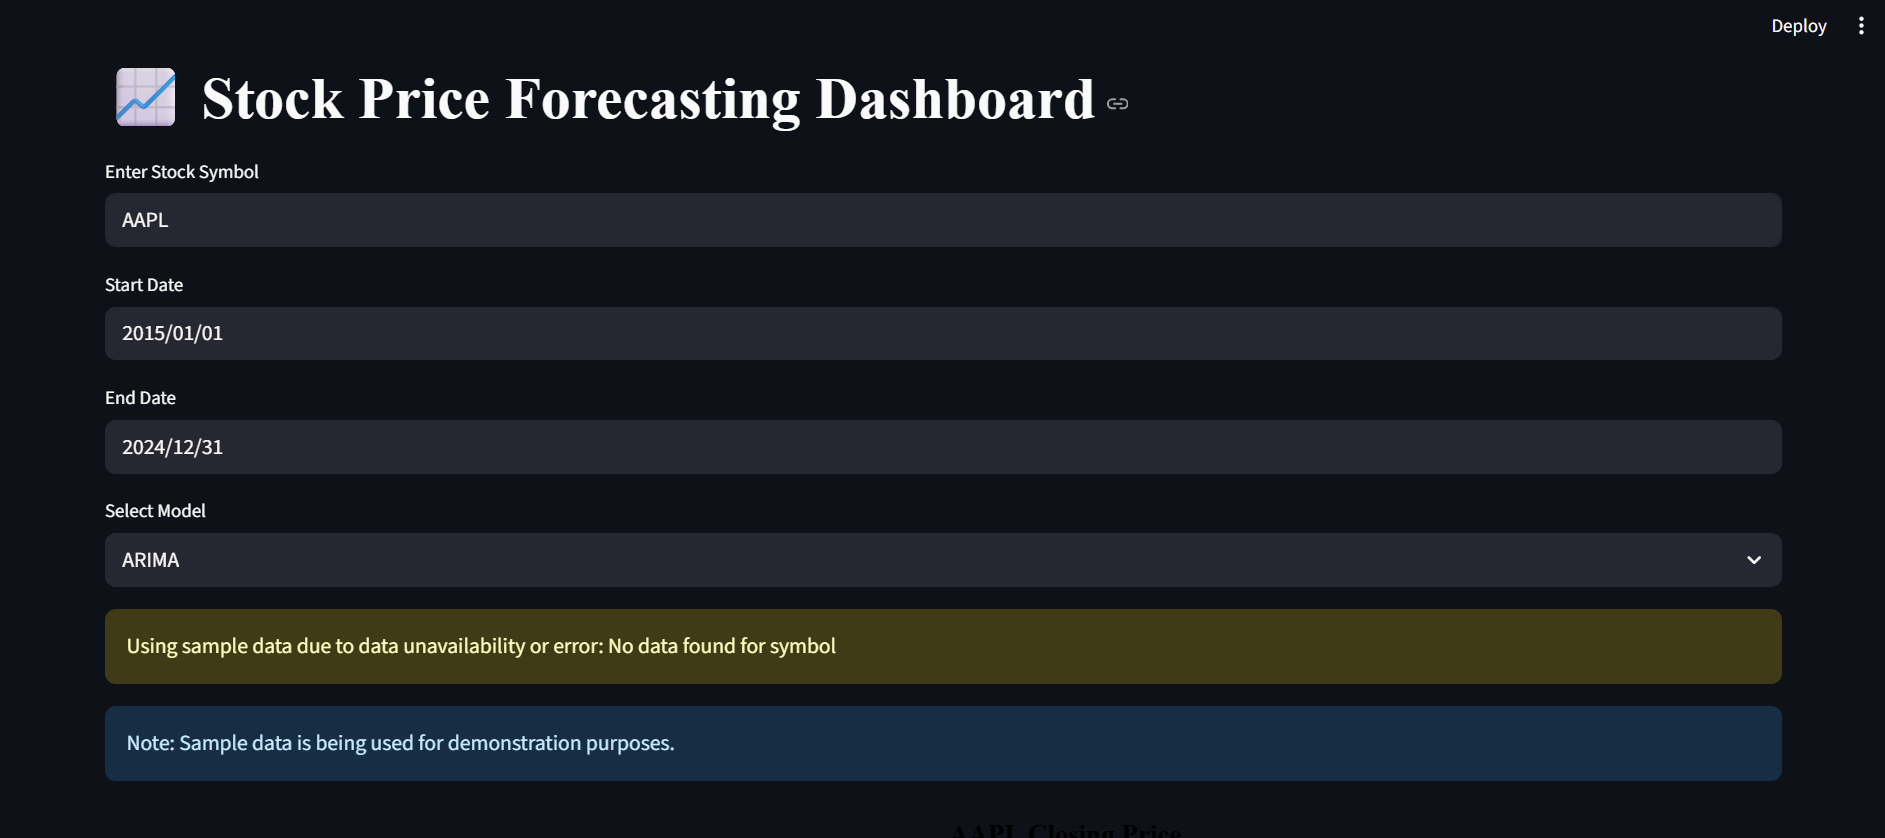 Deploy
Stock Price Forecasting Dashboard
Enter Stock Symbol
AAPL
Start Date
2015/01/01
End Date
2024/12/31
Select Model
ARIMA
Using sample data due to data unavailability or error: No data found for symbol
Note: Sample data is being used for demonstration purposes.
AAPL Closing Price